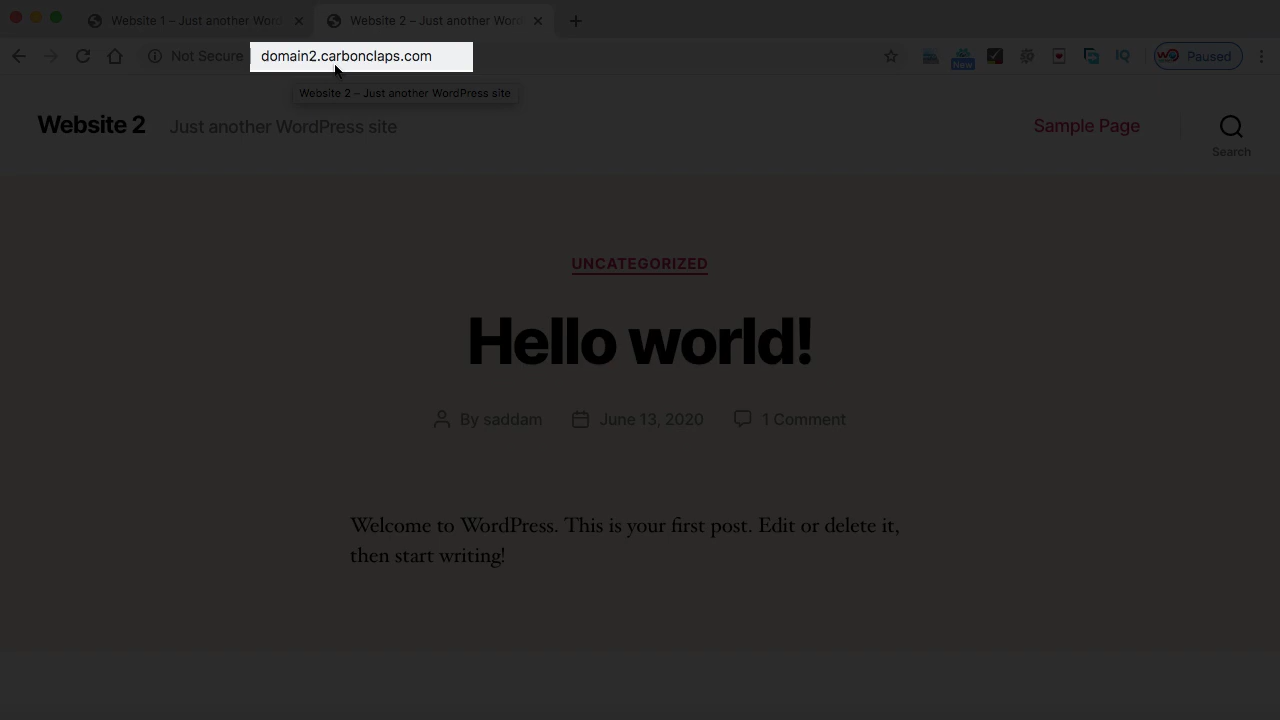 Website 1 – Just another Word
Website 2 – Just another Word
Not Secure
domain2.carbonclaps.com
New
IQ
Paused
Website 2 – Just another WordPress site
Website 2
Just another WordPress site
Sample Page
Search
UNCATEGORIZED
Hello world!
By saddam
June 13, 2020
1 Comment
Welcome to WordPress. This is your first post. Edit or delete it,
then start writing!